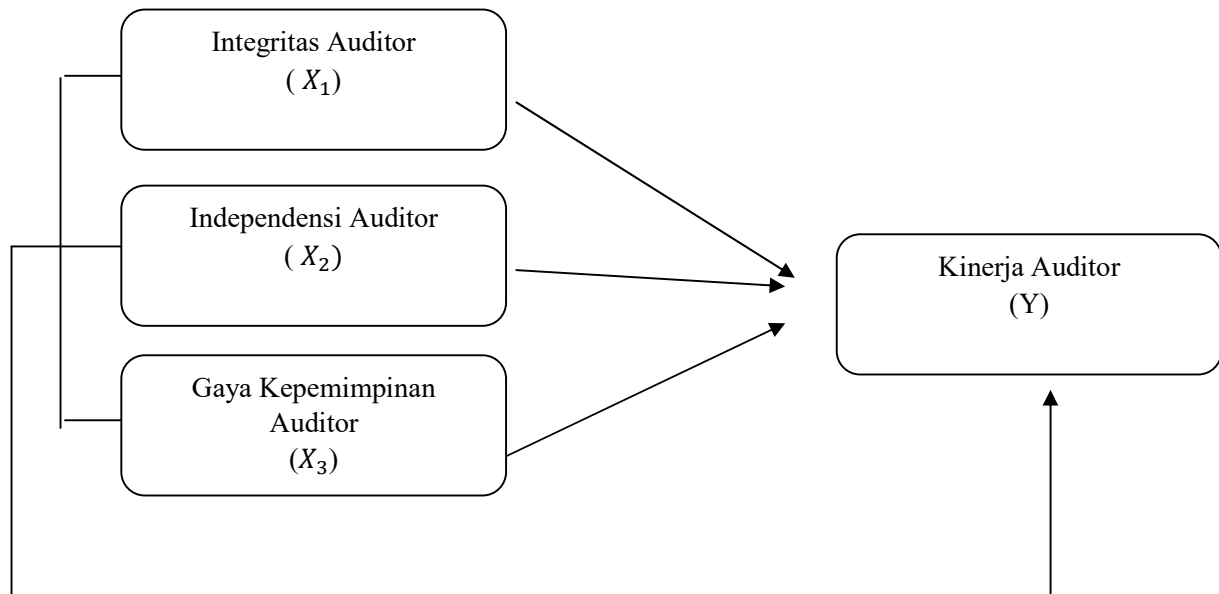 Integritas Auditor
( X₁)
Independensi Auditor
( X₂)
Gaya Kepemimpinan
Auditor
(X₃)
Kinerja Auditor
(Y)